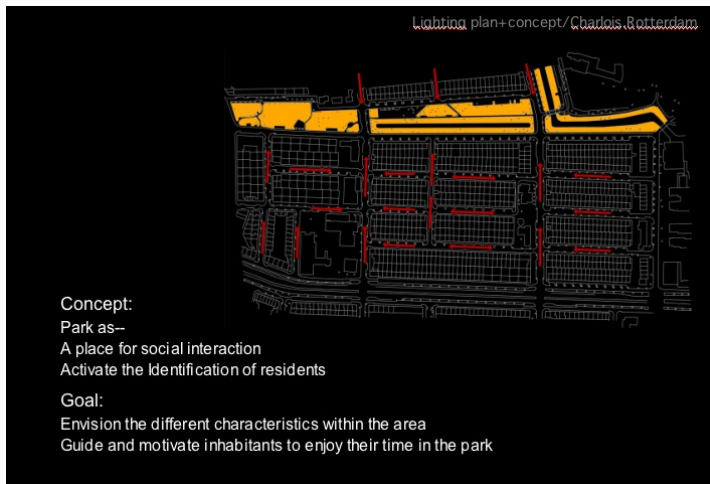 Lighting plan+concept/Charlois,Rotterdam
Concept:
Park as--
A place for social interaction
Activate the Identification of residents
Goal:
Envision the different characteristics within the area
Guide and motivate inhabitants to enjoy their time in the park